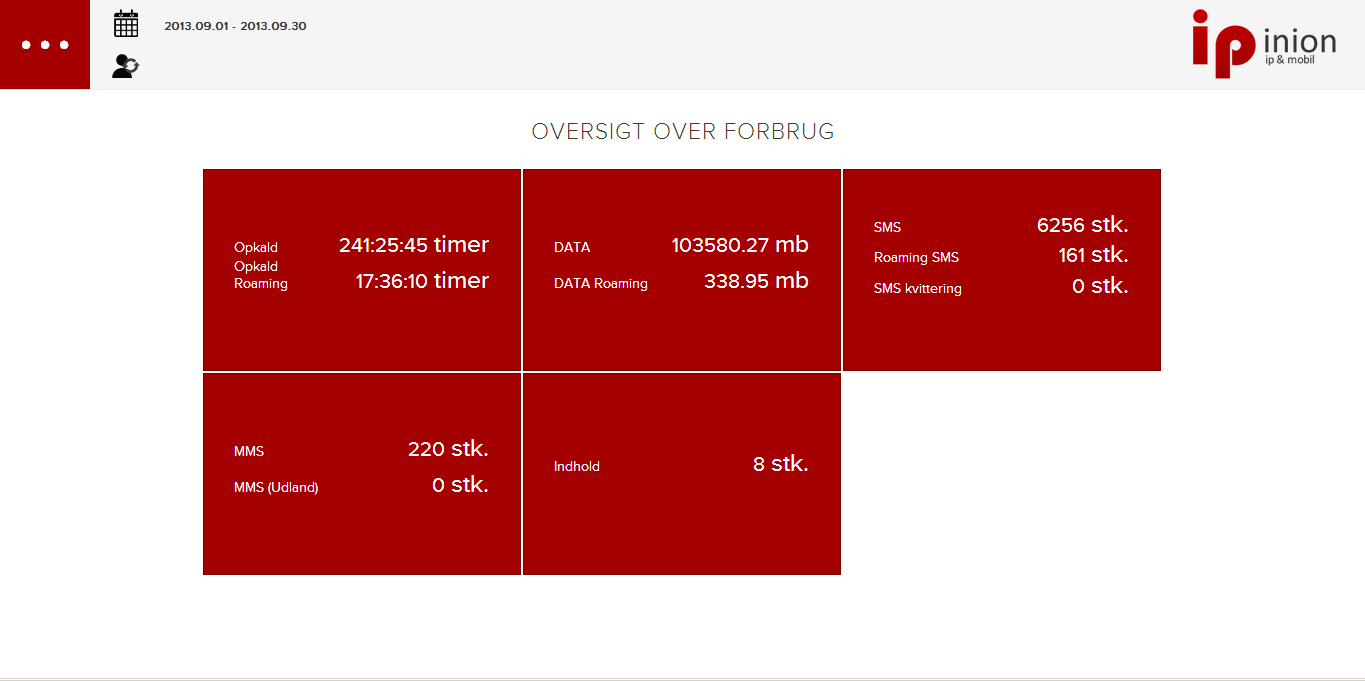 2013.09.01 - 2013.09.30
ip inion
ip & mobil
OVERSIGT OVER FORBRUG
Opkald 241:25:45 timer
Opkald
Roaming 17:36:10 timer
DATA 103580.27 mb
DATA Roaming 338.95 mb
SMS 6256 stk.
Roaming SMS 161 stk.
SMS kvittering 0 stk.
MMS 220 stk.
MMS (Udland) 0 stk.
Indhold 8 stk.